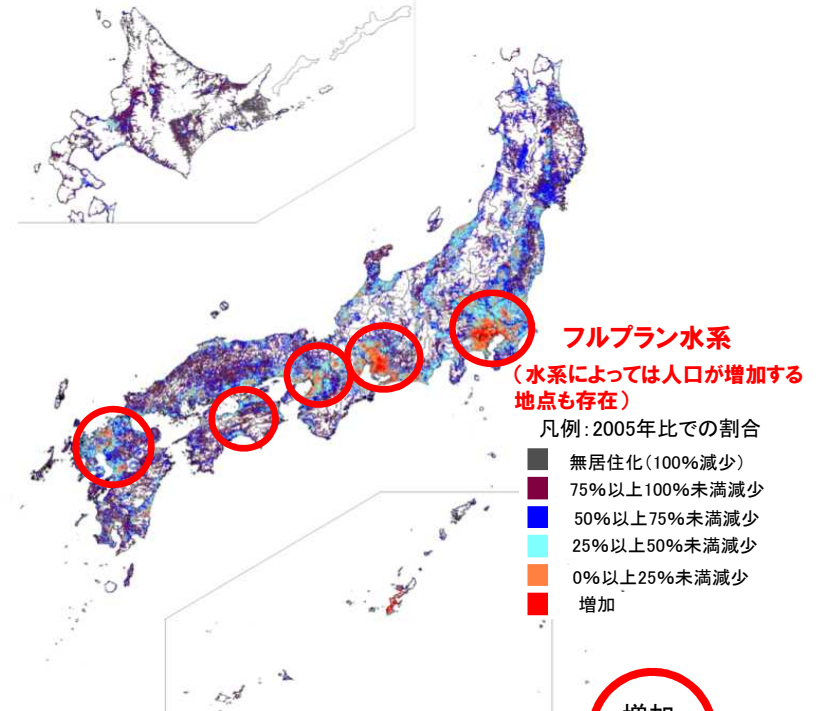 フルプラン水系
（水系によっては人口が増加する
地点も存在）
凡例：2005年比での割合
無居住化（100％減少）
75％以上100％未満減少
50％以上75％未満減少
25％以上50％未満減少
0％以上25％未満減少
増加
増加